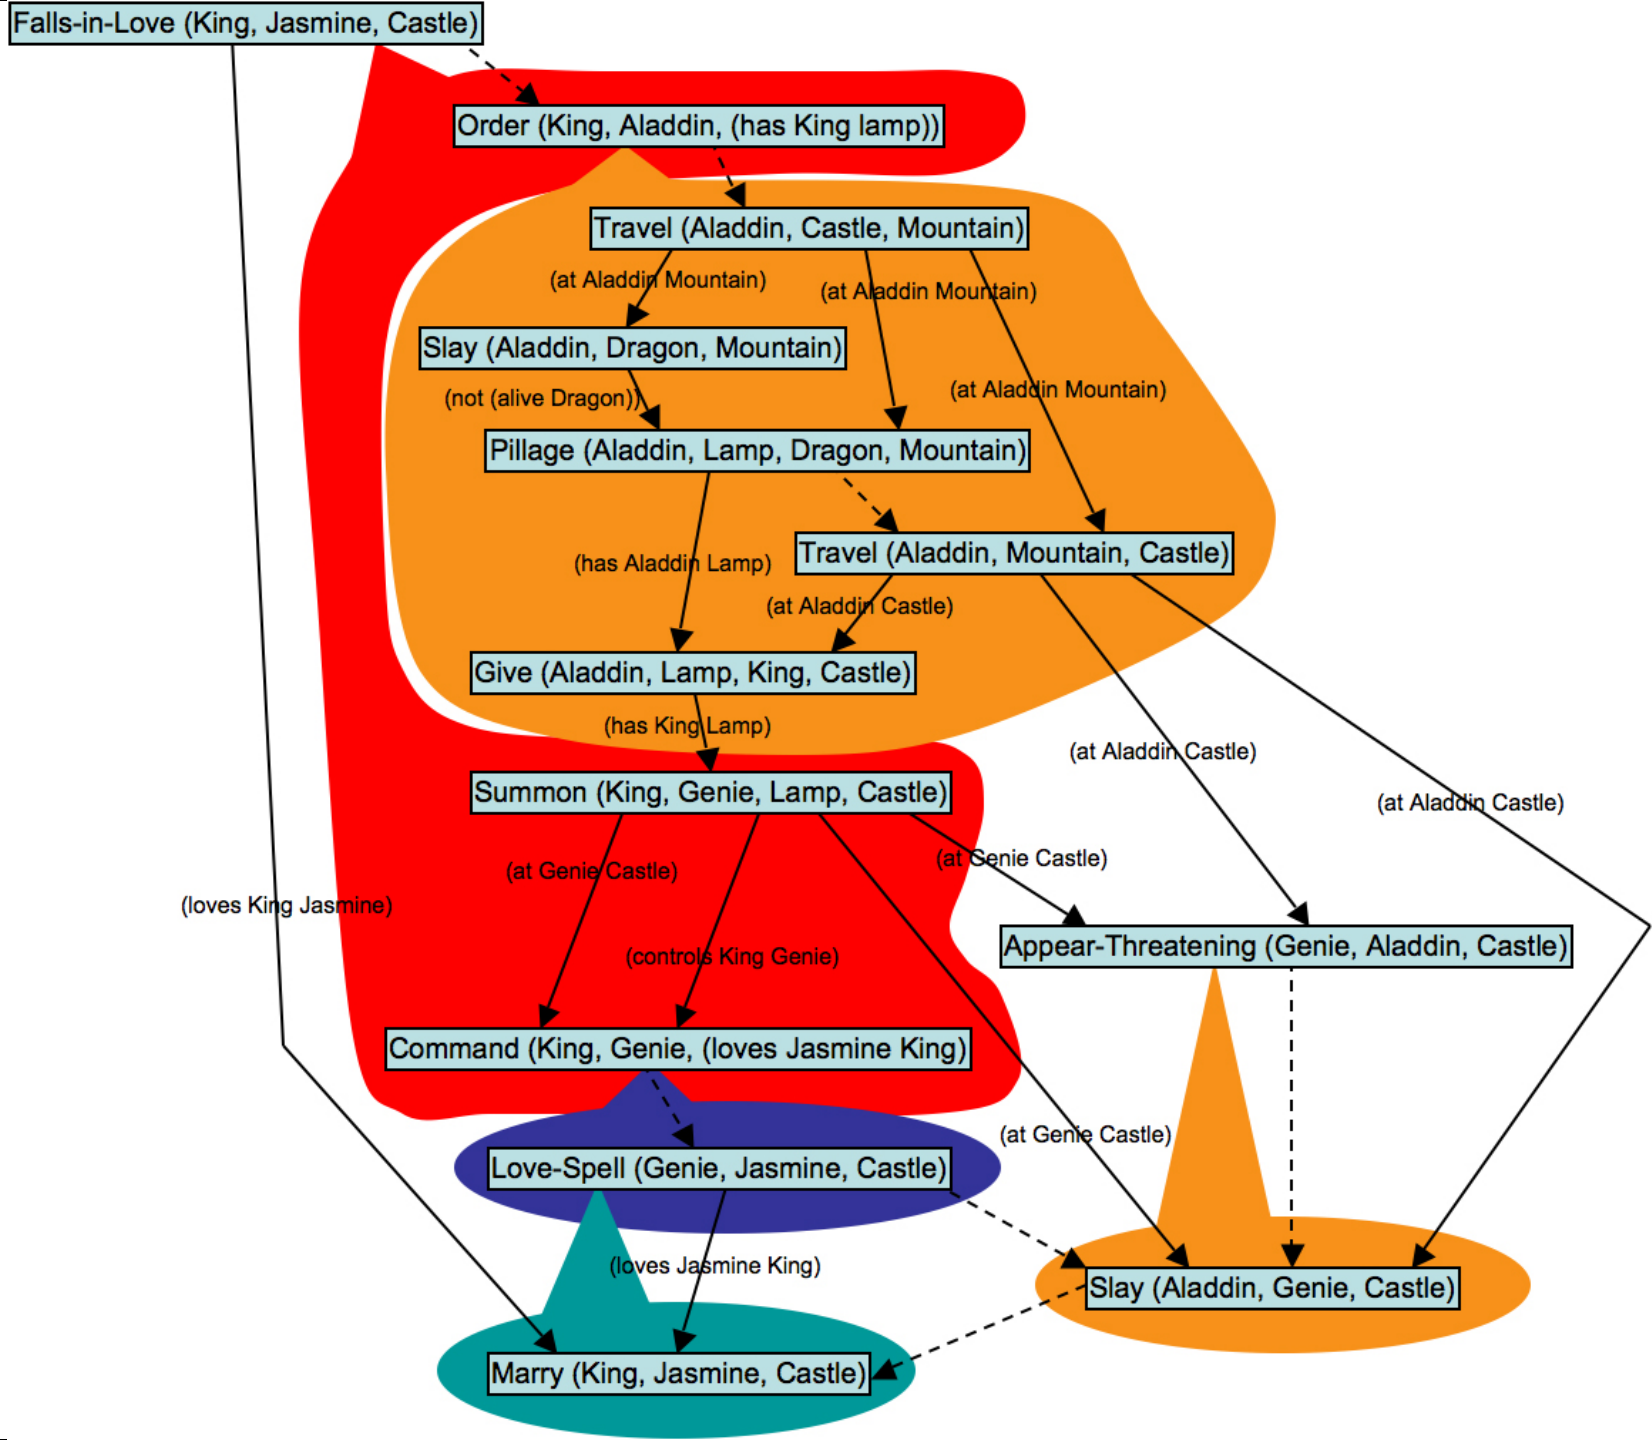 Falls-in-Love (King, Jasmine, Castle)
Order (King, Aladdin, (has King lamp))
Travel (Aladdin, Castle, Mountain)
(at Aladdin Mountain)
(at Aladdin Mountain)
Slay (Aladdin, Dragon, Mountain)
(not (alive Dragon))
(at Aladdin Mountain)
Pillage (Aladdin, Lamp, Dragon, Mountain)
Travel (Aladdin, Mountain, Castle)
(has Aladdin Lamp)
(at Aladdin Castle)
Give (Aladdin, Lamp, King, Castle)
(has King Lamp)
(at Aladdin Castle)
Summon (King, Genie, Lamp, Castle)
(at Aladdin Castle)
(at Genie Castle)
(at Genie Castle)
(loves King Jasmine)
Appear-Threatening (Genie, Aladdin, Castle)
(controls King Genie)
Command (King, Genie, (loves Jasmine King)
(at Genie Castle)
Love-Spell (Genie, Jasmine, Castle)
(loves Jasmine King)
Slay (Aladdin, Genie, Castle)
Marry (King, Jasmine, Castle)